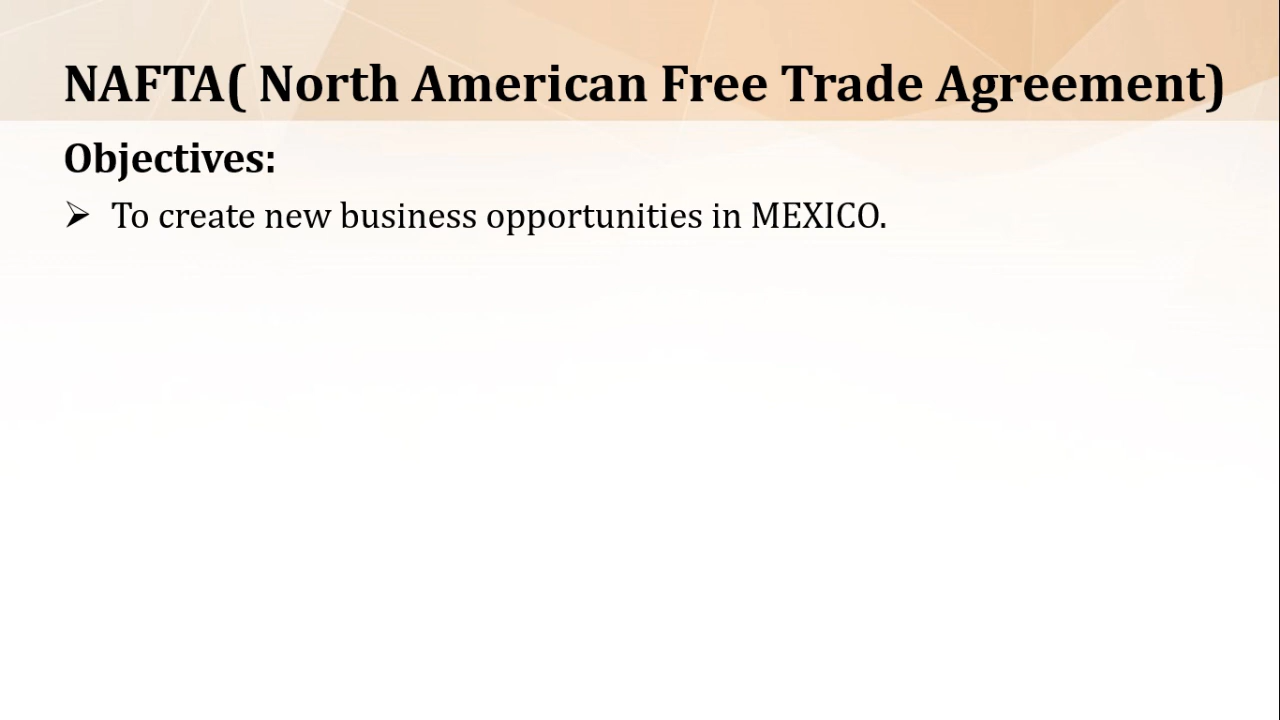 NAFTA( North American Free Trade Agreement)
Objectives:
➢ To create new business opportunities in MEXICO.